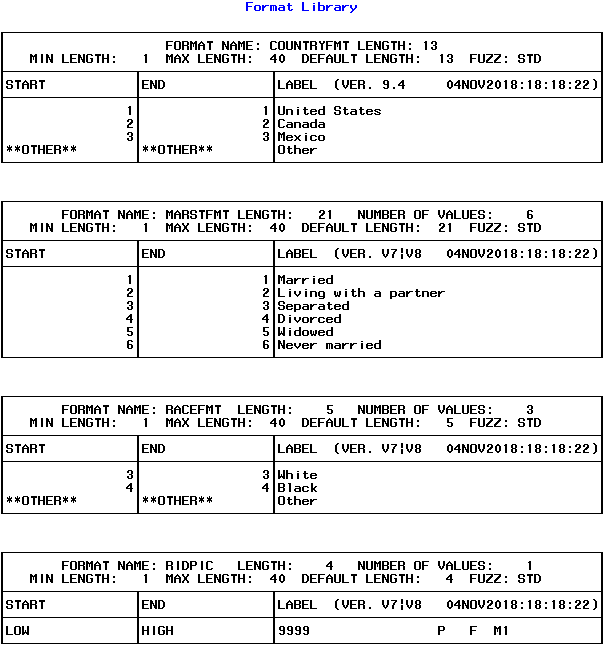 Format Library
FORMAT NAME: COUNTRYFMT LENGTH: 13
MIN LENGTH: 1 MAX LENGTH: 40 DEFAULT LENGTH: 13 FUZZ: STD
START END LABEL (VER. 9.4 04NOV2018:18:18:22)
1 1 United States
2 2 Canada
3 3 Mexico
**OTHER** **OTHER** Other
FORMAT NAME: MARSTFMT LENGTH: 21 NUMBER OF VALUES: 6
MIN LENGTH: 1 MAX LENGTH: 40 DEFAULT LENGTH: 21 FUZZ: STD
START END LABEL (VER. V7¦V8 04NOV2018:18:18:22)
1 1 Married
2 2 Living with a partner
3 3 Separated
4 4 Divorced
5 5 Widowed
6 6 Never married
FORMAT NAME: RACEFMT LENGTH: 5 NUMBER OF VALUES: 3
MIN LENGTH: 1 MAX LENGTH: 40 DEFAULT LENGTH: 5 FUZZ: STD
START END LABEL (VER. V7¦V8 04NOV2018:18:18:22)
3 3 White
4 4 Black
**OTHER** **OTHER** Other
FORMAT NAME: RIDPIC LENGTH: 4 NUMBER OF VALUES: 1
MIN LENGTH: 1 MAX LENGTH: 40 DEFAULT LENGTH: 4 FUZZ: STD
START END LABEL (VER. V7¦V8 04NOV2018:18:18:22)
LOW HIGH 9999 P F M1